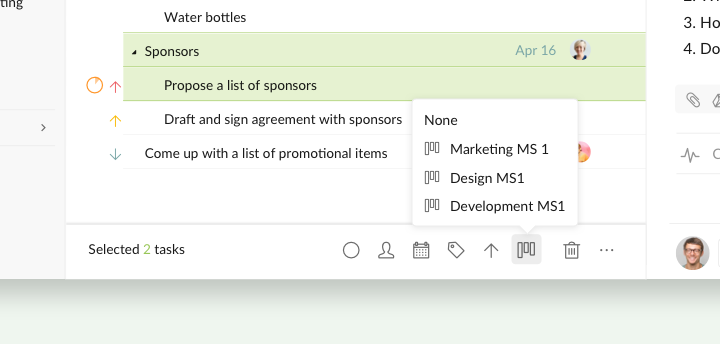 Water bottles
Sponsors Apr 16
Propose a list of sponsors
Draft and sign agreement with sponsors
Come up with a list of promotional items
None
Marketing MS 1
Design MS1
Development MS1
Selected 2 tasks
3. Ho
4. Do